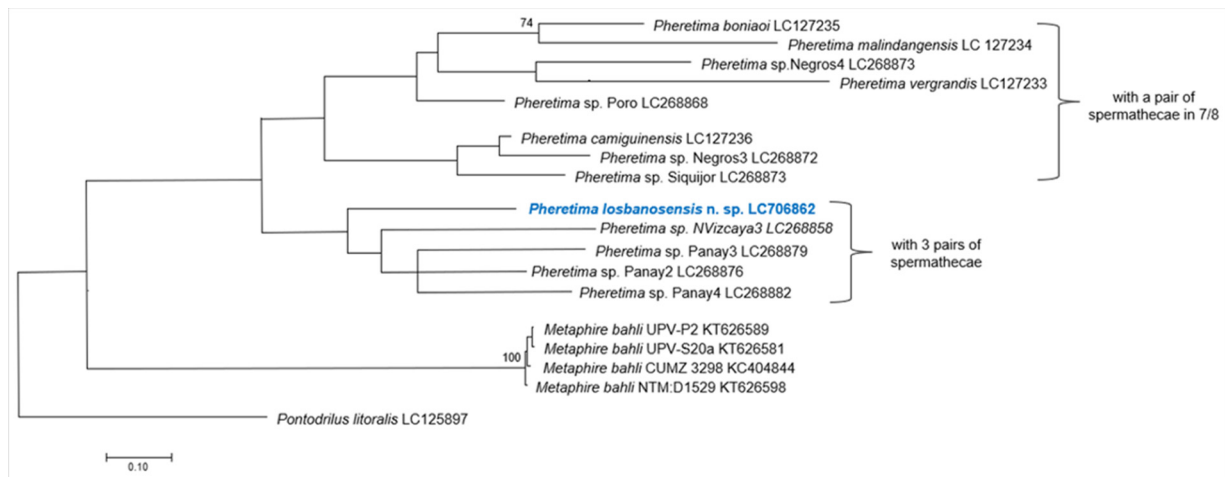 74
Pheretima boniaoi LC127235
Pheretima malindangensis LC 127234
Pheretima sp.Negros4 LC268873
Pheretima vergrandis LC127233
Pheretima sp. Poro LC268868
Pheretima camiguinensis LC127236
Pheretima sp. Negros3 LC268872
Pheretima sp. Siquijor LC268873
with a pair of
spermathecae in 7/8
Pheretima losbanosensis n. sp. LC706862
Pheretima sp. NVizcaya3 LC268858
Pheretima sp. Panay3 LC268879
Pheretima sp. Panay2 LC268876
Pheretima sp. Panay4 LC268882
with 3 pairs of
spermathecae
100
Metaphire bahli UPV-P2 KT626589
Metaphire bahli UPV-S20a KT626581
Metaphire bahli CUMZ 3298 KC404844
Metaphire bahli NTM:D1529 KT626598
Pontodrilus litoralis LC125897
0.10